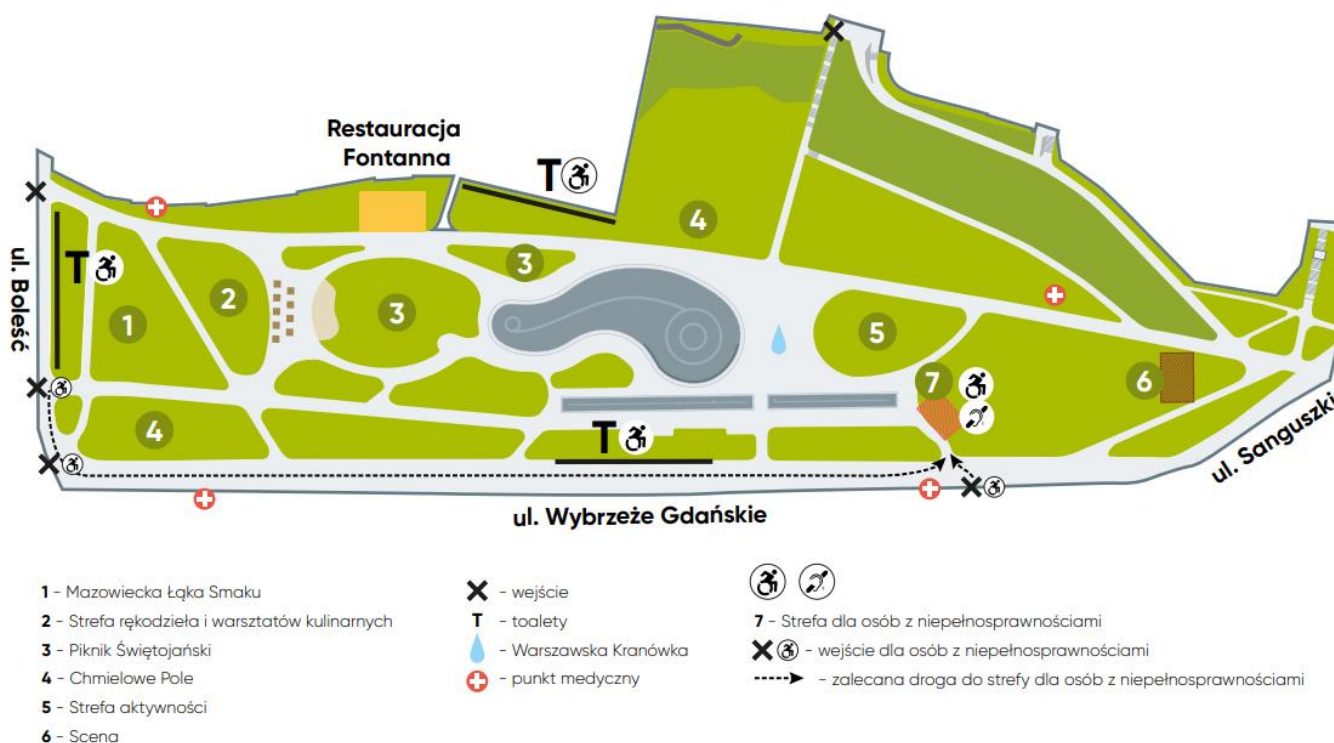 Restauracja
Fontanna
T
4
3
ul. Boleść
T
1
2
3
5
7
6
4
T
ul. Sanguszki
ul. Wybrzeże Gdańskie
1 - Mazowiecka Łąka Smaku
2 - Strefa rękodzieła i warsztatów kulinarnych
3 - Piknik Świętojański
4 - Chmielowe Pole
5 - Strefa aktywności
6 - Scena
- wejście
T - toalety
- Warszawska Kranówka
- punkt medyczny
7 - Strefa dla osób z niepełnosprawnościami
- wejście dla osób z niepełnosprawnościami
- zalecana droga do strefy dla osób z niepełnosprawnościami